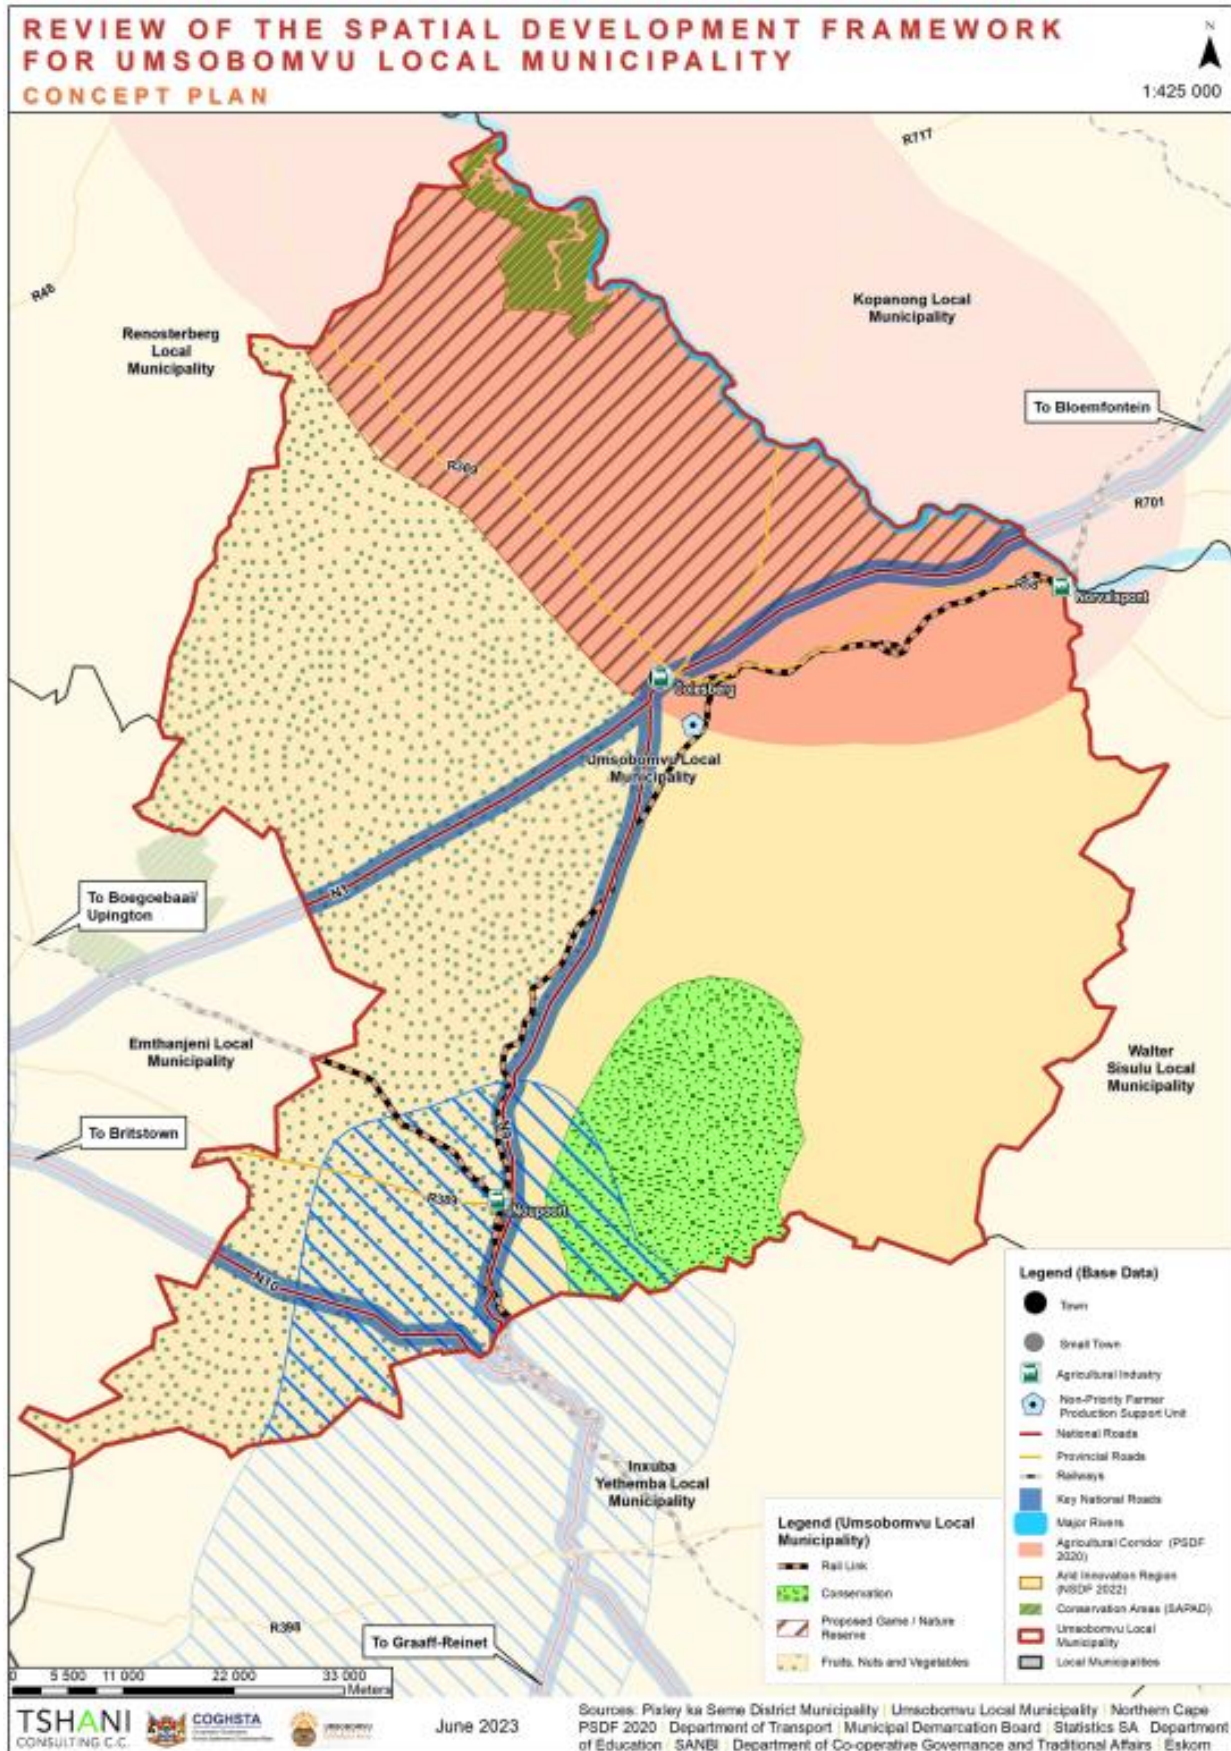 REVIEW OF THE SPATIAL DEVELOPMENT FRAMEWORK
FOR UMSOBOMVU LOCAL MUNICIPALITY
CONCEPT PLAN
N
1:425 000
R717
R48
Kopanong Local
Municipality
Renosterberg
Local
Municipality
To Bloemfontein
R369
R701
Norvalspont
Colesberg
Umsobomvu Local
Municipality
N1
To Boegoebaai/
Upington
Emthanjeni Local
Municipality
Walter
Sisulu Local
Municipality
To Britstown
N9
R389
Noupoort
N10
Inxuba
Yethemba Local
Municipality
R398
To Graaff-Reinet
Legend (Base Data)
Town
Small Town
Agricultural Industry
Non-Priority Farmer
Production Support Unit
National Roads
Provincial Roads
Railways
Key National Roads
Major Rivers
Agricultural Corridor (PSDF
2020)
Arid Innovation Region
(NSDF 2022)
Conservation Areas (SAPAD)
Umsobomvu Local
Municipality
Local Municipalities
Legend (Umsobomvu Local
Municipality)
Rail Link
Conservation
Proposed Game / Nature
Reserve
Fruits, Nuts and Vegetables
0 5 500 11 000 22 000 33 000
Meters
TSHANI
CONSULTING C.C.
COGHSTA
UMSOBOMVU
June 2023
Sources: Pixley ka Seme District Municipality | Umsobomvu Local Municipality | Northern Cape
PSDF 2020 | Department of Transport | Municipal Demarcation Board | Statistics SA | Department
of Education | SANBI | Department of Co-operative Governance and Traditional Affairs | Eskom